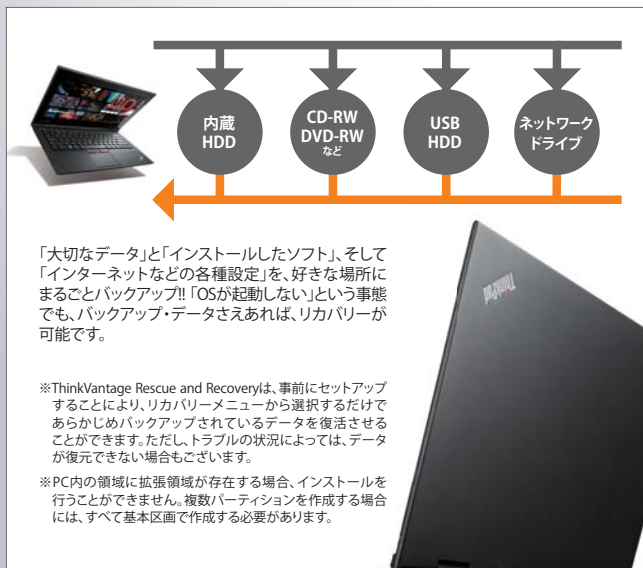 内蔵
HDD
CD-RW
DVD-RW
など
USB
HDD
ネットワーク
ドライブ
「大切なデータ」と「インストールしたソフト」、そして
「インターネットなどの各種設定」を、好きな場所に
まるごとバックアップ!!「OSが起動しない」という事態
でも、バックアップ・データさえあれば、リカバリーが
可能です。
ThinkPad
※ThinkVantage Rescue and Recoveryは、事前にセットアップ
することにより、リカバリーメニューから選択するだけで
あらかじめバックアップされているデータを復活させる
ことができます。ただし、トラブルの状況によっては、データ
が復元できない場合もございます。
※PC内の領域に拡張領域が存在する場合、インストールを
行うことができません。複数パーティションを作成する場合
には、すべて基本区画で作成する必要があります。